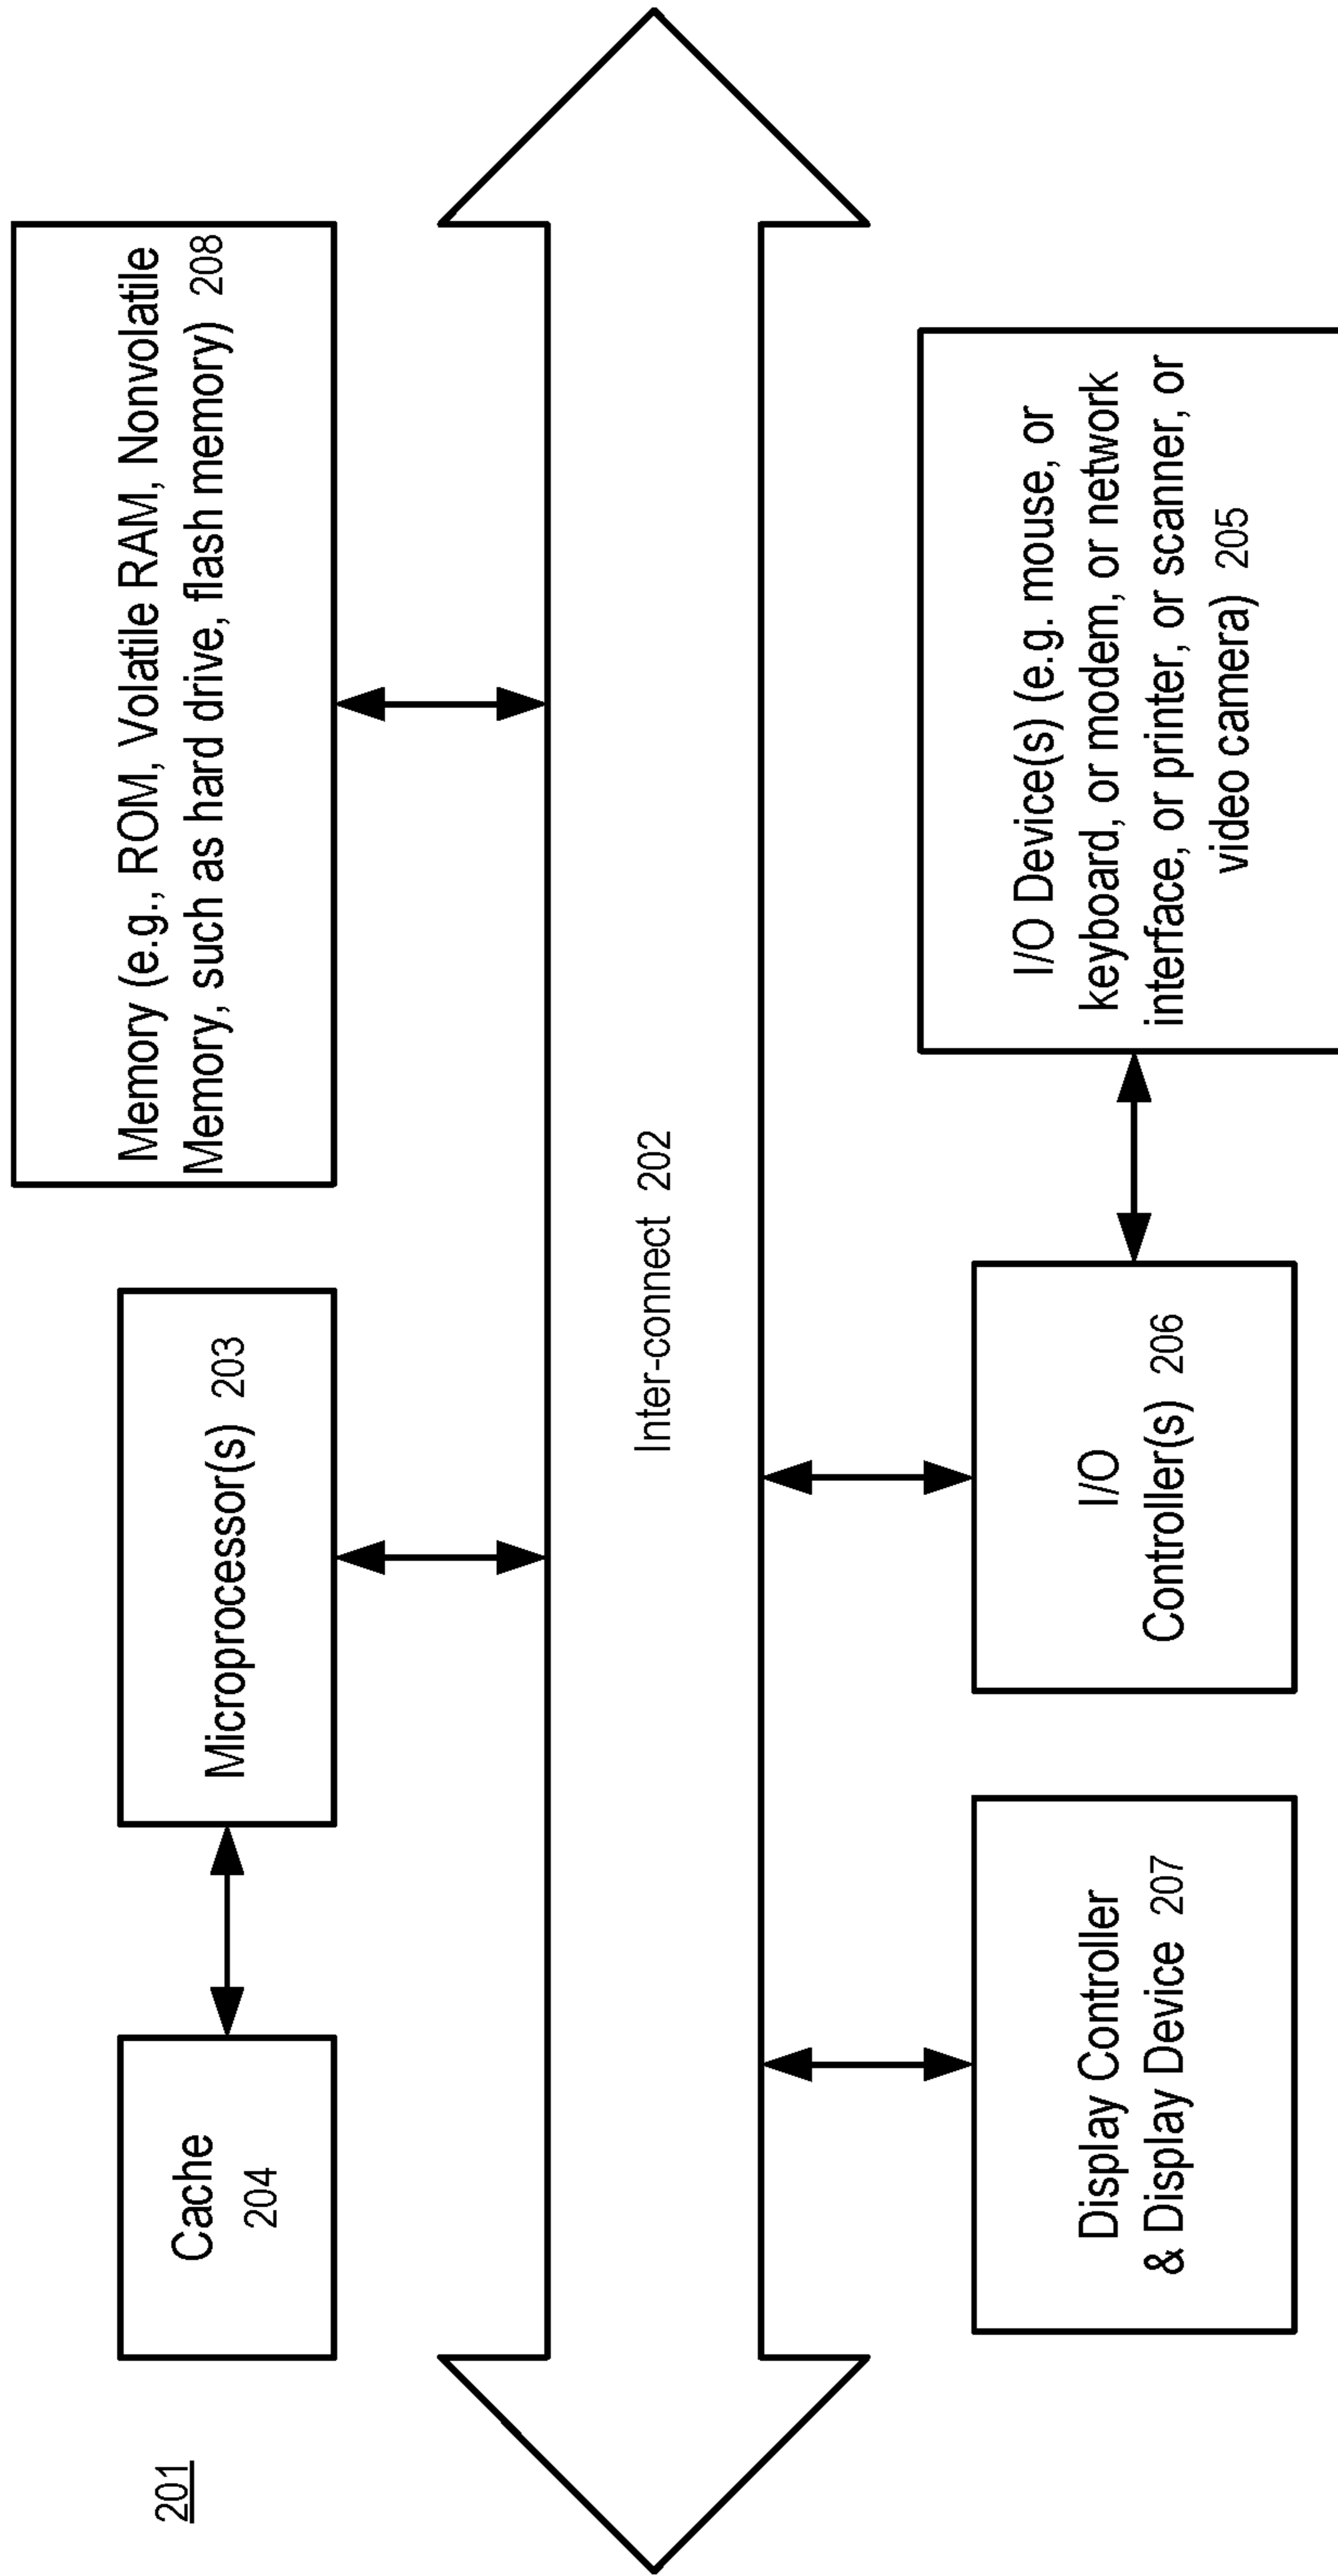 201
Cache
204
Microprocessor(s) 203
Memory (e.g., ROM, Volatile RAM, Nonvolatile
Memory, such as hard drive, flash memory) 208
Inter-connect 202
Display Controller
& Display Device 207
I/O
Controller(s) 206
I/O Device(s) (e.g. mouse, or
keyboard, or modem, or network
interface, or printer, or scanner, or
video camera) 205